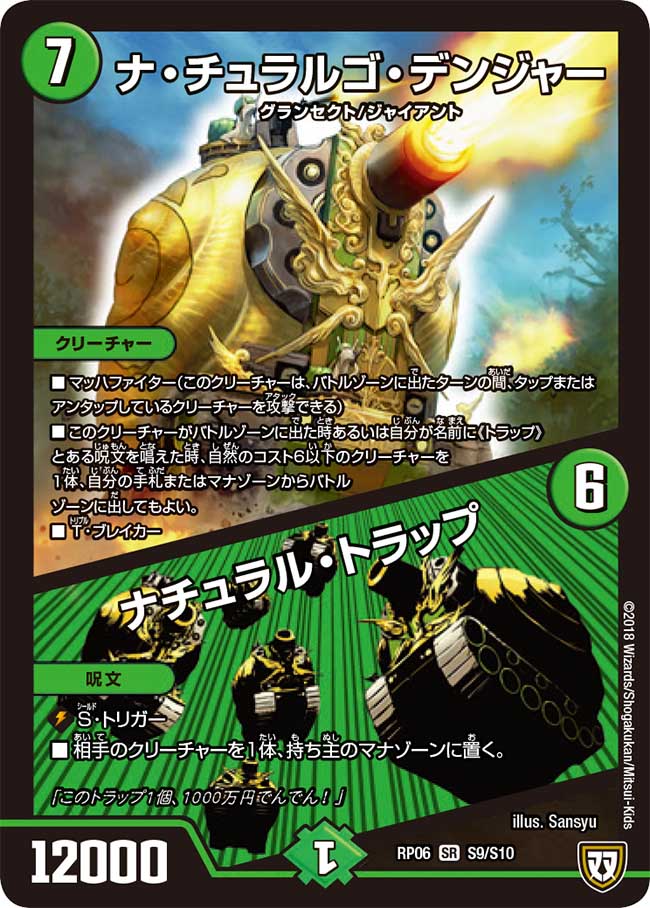 7
ナ・チュラルゴ・デンジャー
グランセクト/ジャイアント
クリーチャー
■マッハファイター(このクリーチャーは、バトルゾーンに出たターンの間、タップまたは
アンタップしているクリーチャーを攻撃できる)
■このクリーチャーがバトルゾーンに出た時あるいは自分が名前に《トラップ》
とある呪文を唱えた時、自然のコスト6以下のクリーチャーを
1体、自分の手札またはマナゾーンからバトル
ゾーンに出してもよい。
■T・ブレイカー
6
ナチュラル・トラップ
呪文
S・トリガー
■相手のクリーチャーを1体、持ち主のマナゾーンに置く。
「このトラップ1個、1000万円でんでん!」
illus. Sansyu
12000
1
RP06 SR S9/S10
©2018 Wizards/Shogakukan/Mitsui-Kids